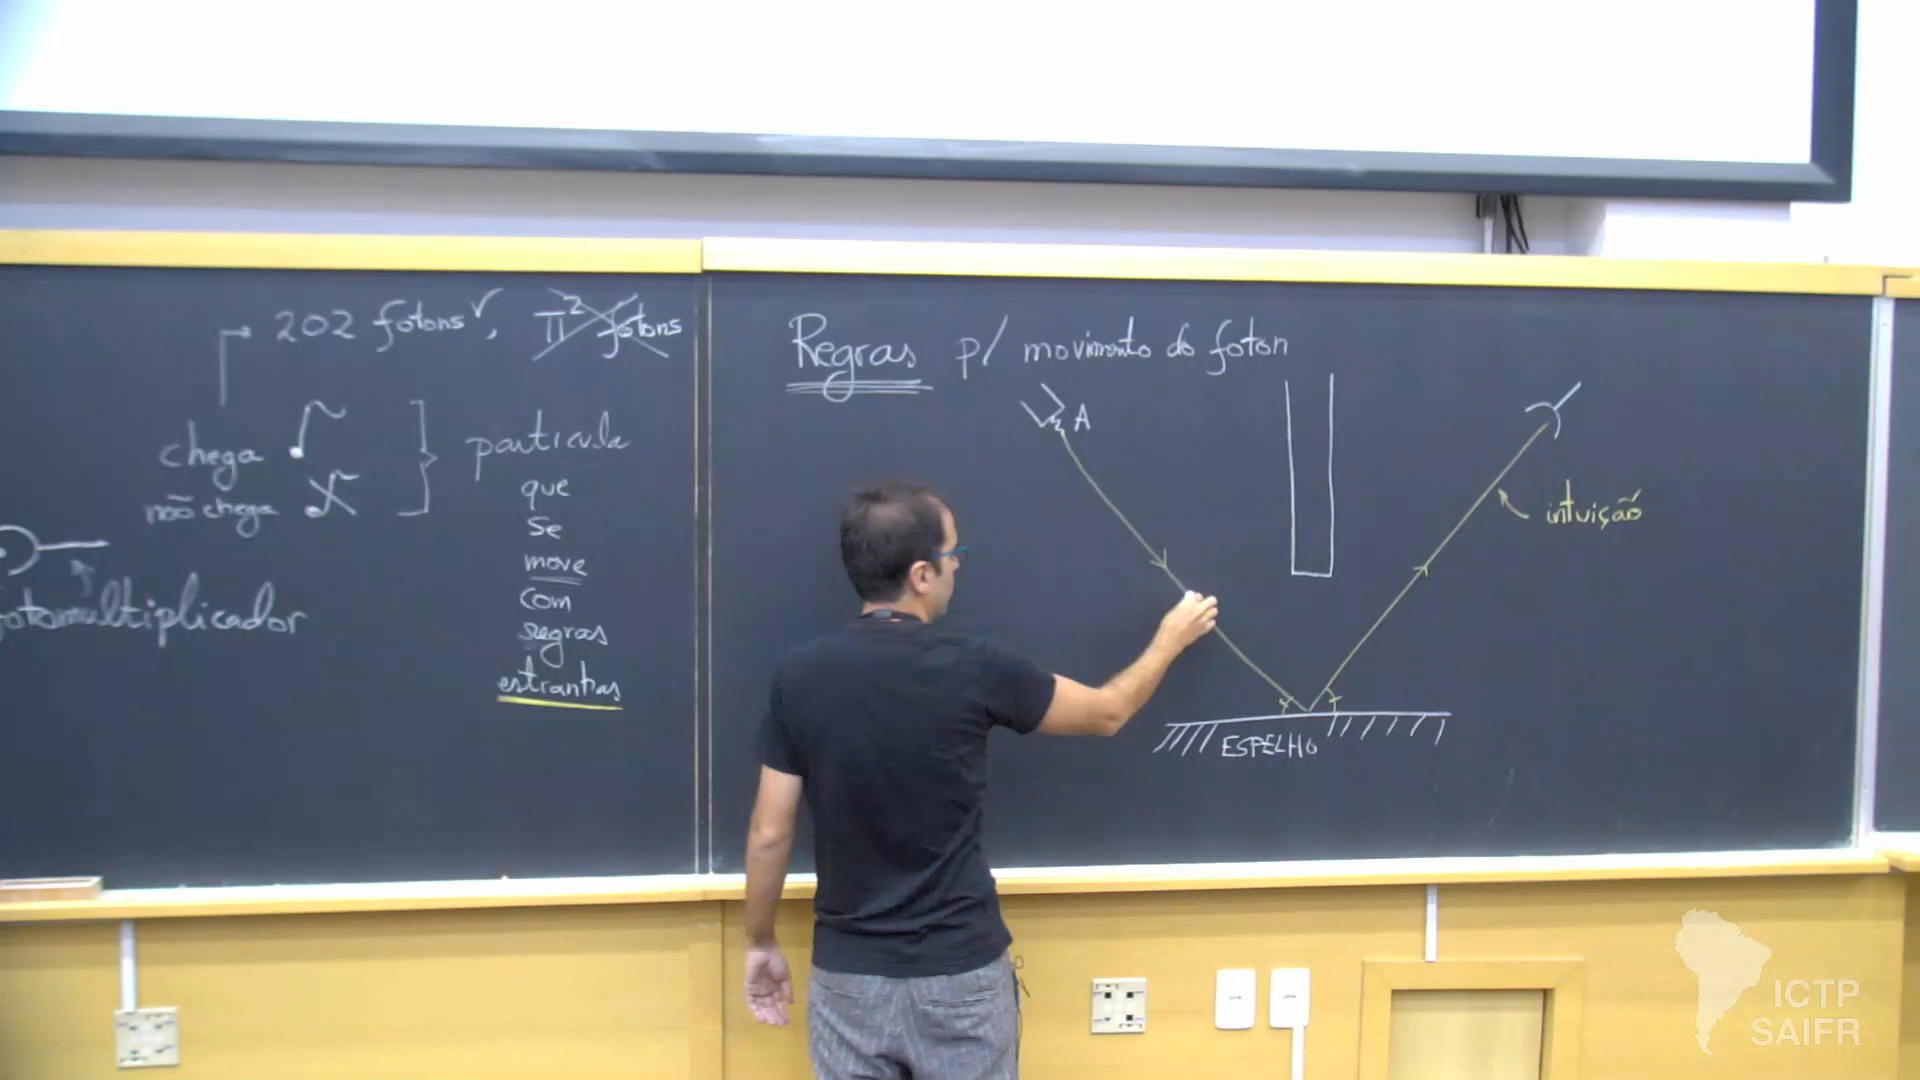 202 fotons✓, π² fotons
chega
não chega
particula
que
se
move
com
regras
estranhas
fotomultiplicador
Regras p/ movimento do foton
A
intuição
ESPELHO
ICTP
SAIFR